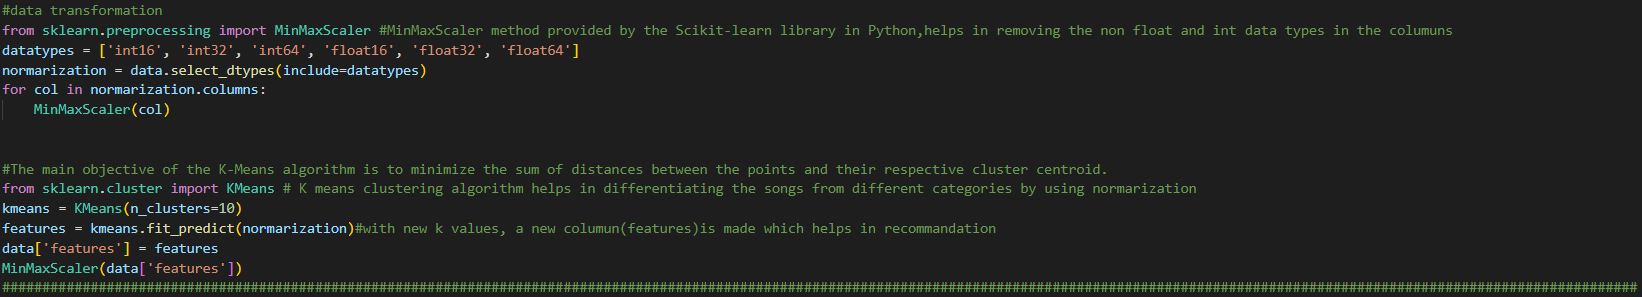 #data transformation
from sklearn.preprocessing import MinMaxScaler #MinMaxScaler method provided by the Scikit-learn library in Python,helps in removing the non float and int data types in the columuns
datatypes = ['int16', 'int32', 'int64', 'float16', 'float32', 'float64']
normarization = data.select_dtypes(include=datatypes)
for col in normarization.columns:
    MinMaxScaler(col)
#The main objective of the K-Means algorithm is to minimize the sum of distances between the points and their respective cluster centroid.
from sklearn.cluster import KMeans # K means clustering algorithm helps in differentiating the songs from different categories by using normarization
kmeans = KMeans(n_clusters=10)
features = kmeans.fit_predict(normarization)#with new k values, a new columun(features)is made which helps in recommandation
data['features'] = features
MinMaxScaler(data['features'])
############################################################################################################################################################################################################